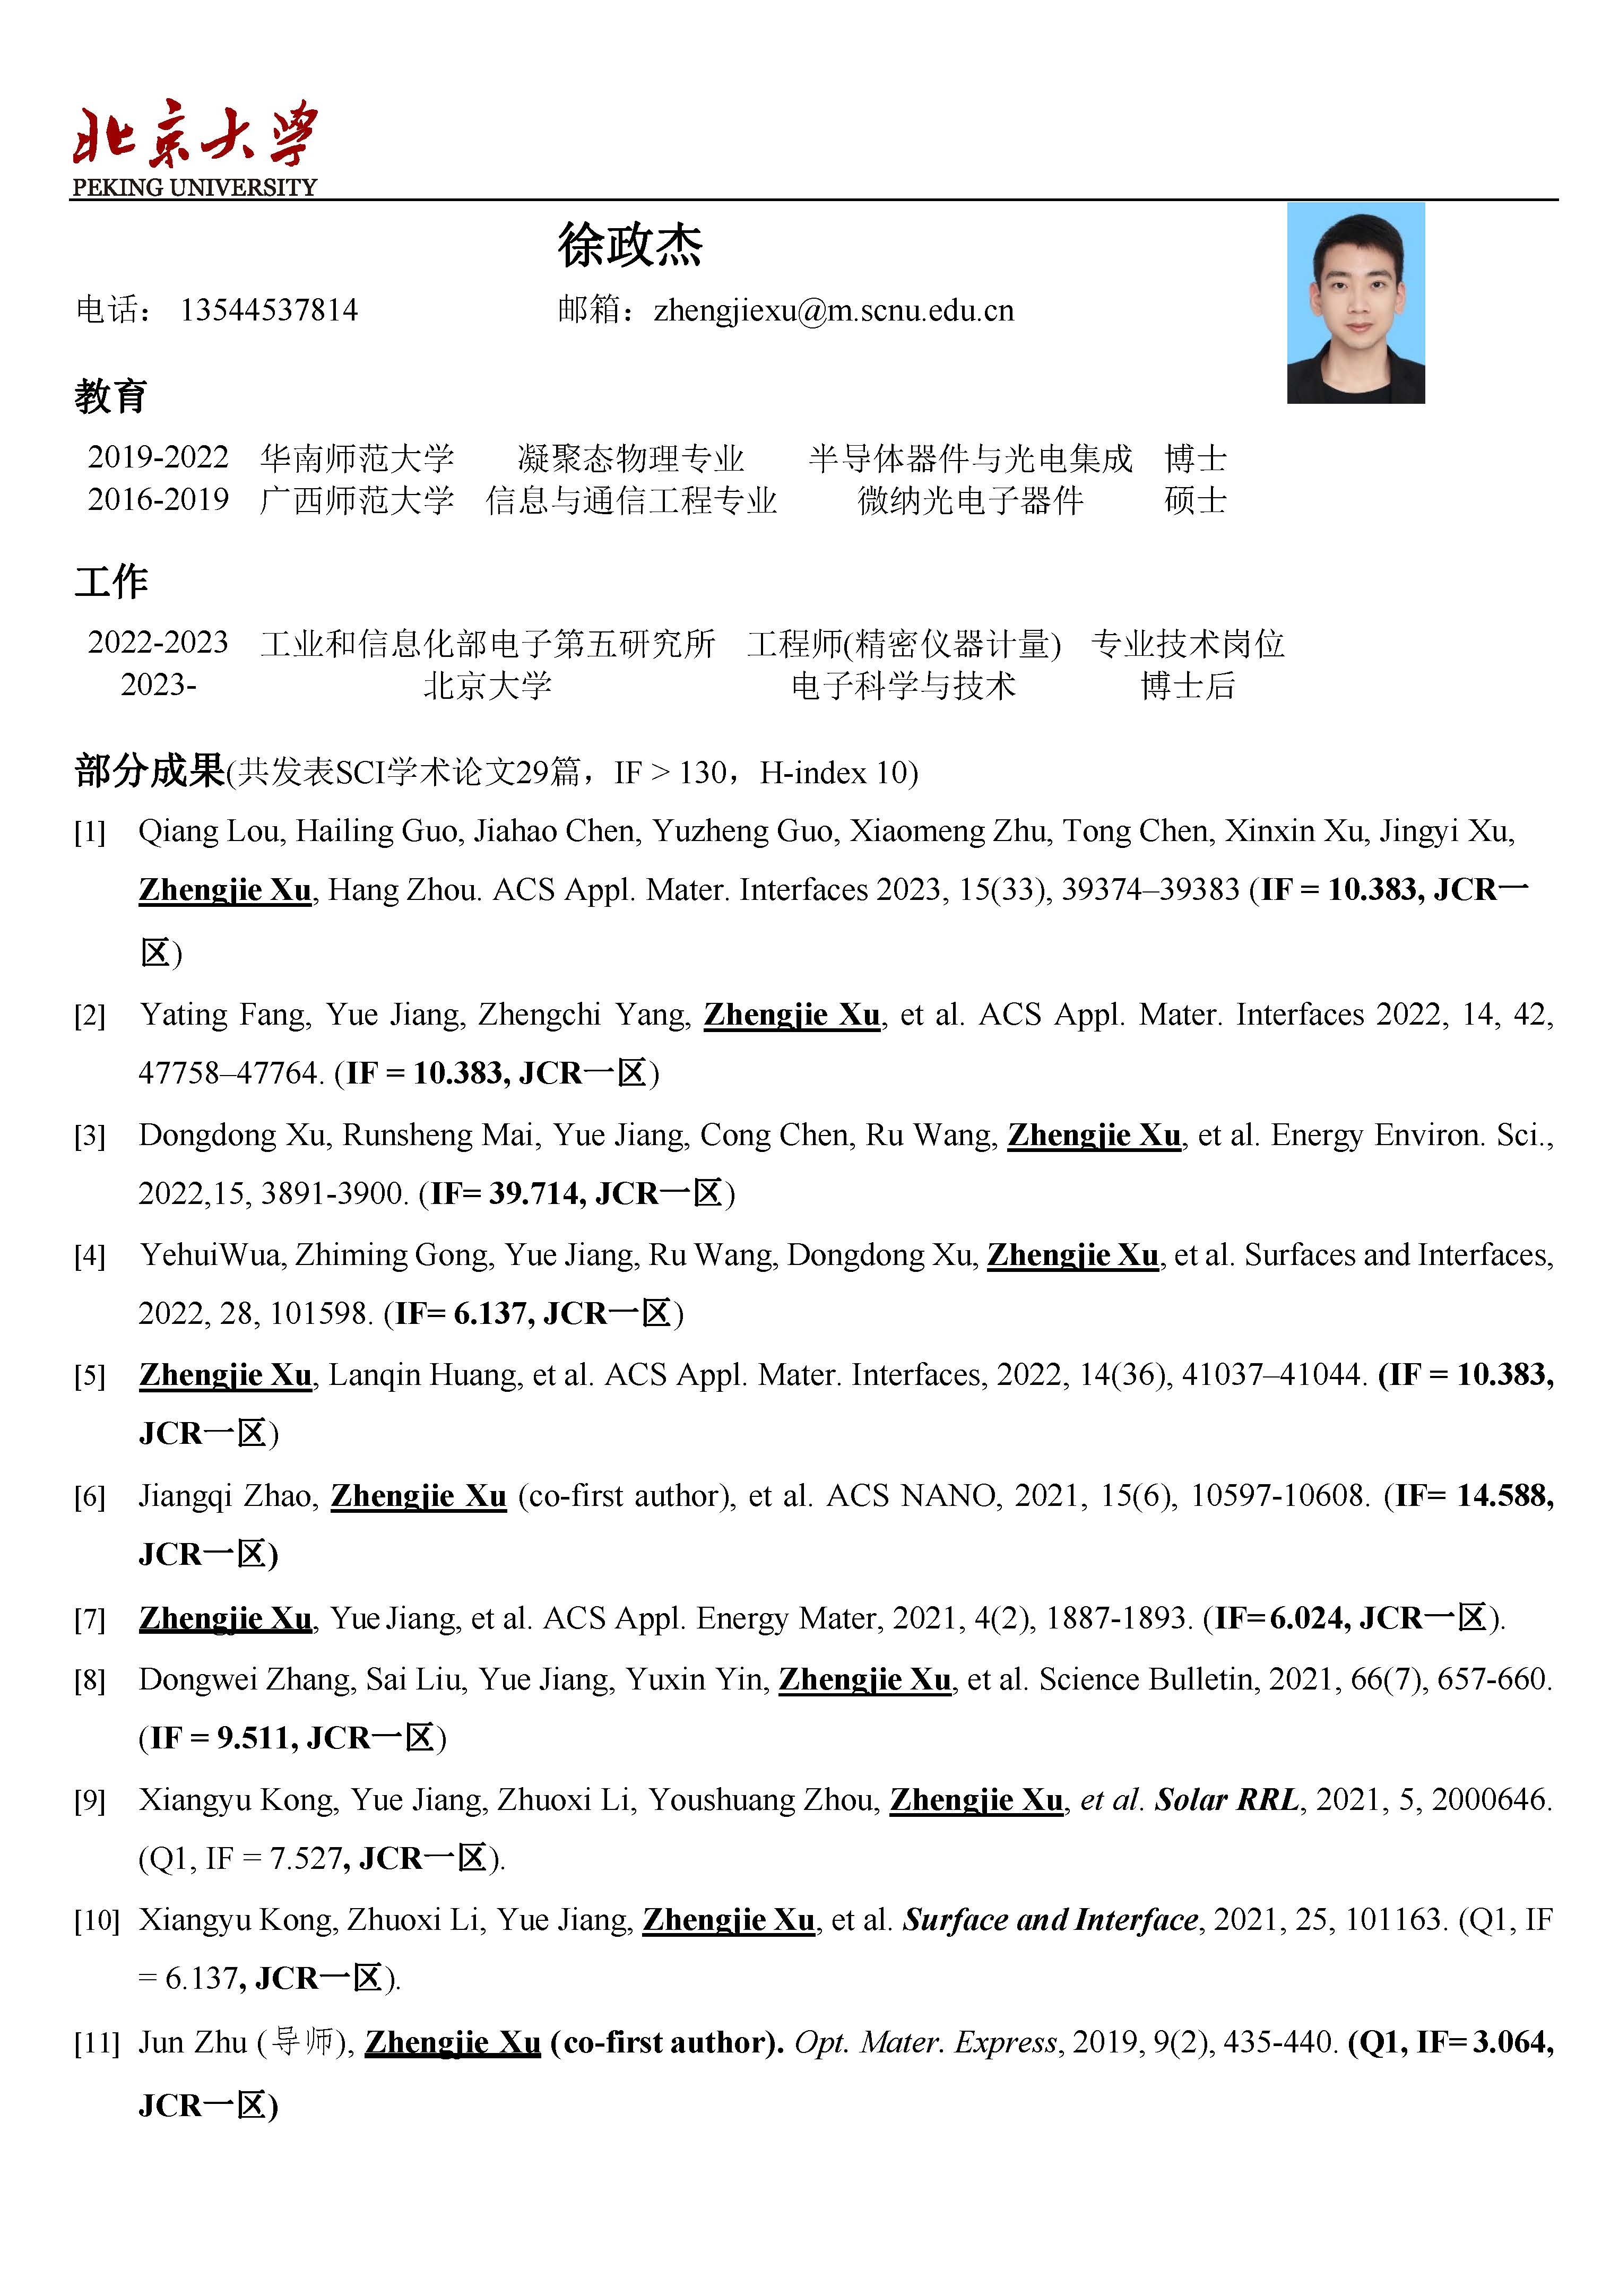 北京大学
PEKING UNIVERSITY
徐政杰
电话： 13544537814 邮箱：zhengjiexu@m.scnu.edu.cn
教育
2019-2022 华南师范大学 凝聚态物理专业 半导体器件与光电集成 博士
2016-2019 广西师范大学 信息与通信工程专业 微纳光电子器件 硕士
工作
2022-2023 工业和信息化部电子第五研究所 工程师(精密仪器计量) 专业技术岗位
2023- 北京大学 电子科学与技术 博士后
部分成果(共发表SCI学术论文29篇，IF > 130，H-index 10)
[1] Qiang Lou, Hailing Guo, Jiahao Chen, Yuzheng Guo, Xiaomeng Zhu, Tong Chen, Xinxin Xu, Jingyi Xu,
Zhengjie Xu, Hang Zhou. ACS Appl. Mater. Interfaces 2023, 15(33), 39374–39383 (IF = 10.383, JCR一
区)
[2] Yating Fang, Yue Jiang, Zhengchi Yang, Zhengjie Xu, et al. ACS Appl. Mater. Interfaces 2022, 14, 42,
47758–47764. (IF = 10.383, JCR一区)
[3] Dongdong Xu, Runsheng Mai, Yue Jiang, Cong Chen, Ru Wang, Zhengjie Xu, et al. Energy Environ. Sci.,
2022,15, 3891-3900. (IF= 39.714, JCR一区)
[4] YehuiWua, Zhiming Gong, Yue Jiang, Ru Wang, Dongdong Xu, Zhengjie Xu, et al. Surfaces and Interfaces,
2022, 28, 101598. (IF= 6.137, JCR一区)
[5] Zhengjie Xu, Lanqin Huang, et al. ACS Appl. Mater. Interfaces, 2022, 14(36), 41037–41044. (IF = 10.383,
JCR一区)
[6] Jiangqi Zhao, Zhengjie Xu (co-first author), et al. ACS NANO, 2021, 15(6), 10597-10608. (IF= 14.588,
JCR一区)
[7] Zhengjie Xu, Yue Jiang, et al. ACS Appl. Energy Mater, 2021, 4(2), 1887-1893. (IF= 6.024, JCR一区).
[8] Dongwei Zhang, Sai Liu, Yue Jiang, Yuxin Yin, Zhengjie Xu, et al. Science Bulletin, 2021, 66(7), 657-660.
(IF = 9.511, JCR一区)
[9] Xiangyu Kong, Yue Jiang, Zhuoxi Li, Youshuang Zhou, Zhengjie Xu, et al. Solar RRL, 2021, 5, 2000646.
(Q1, IF = 7.527, JCR一区).
[10] Xiangyu Kong, Zhuoxi Li, Yue Jiang, Zhengjie Xu, et al. Surface and Interface, 2021, 25, 101163. (Q1, IF
= 6.137, JCR一区).
[11] Jun Zhu (导师), Zhengjie Xu (co-first author). Opt. Mater. Express, 2019, 9(2), 435-440. (Q1, IF= 3.064,
JCR一区)